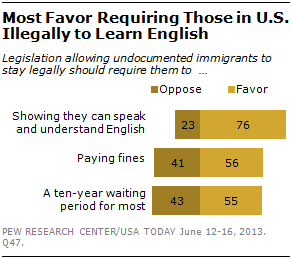 Most Favor Requiring Those in U.S.
Illegally to Learn English
Legislation allowing undocumented immigrants to
stay legally should require them to ...
Oppose Favor
Showing they can speak
and understand English
23 76
Paying fines 41 56
A ten-year waiting
period for most
43 55
PEW RESEARCH CENTER/USA TODAY June 12-16, 2013.
Q47.